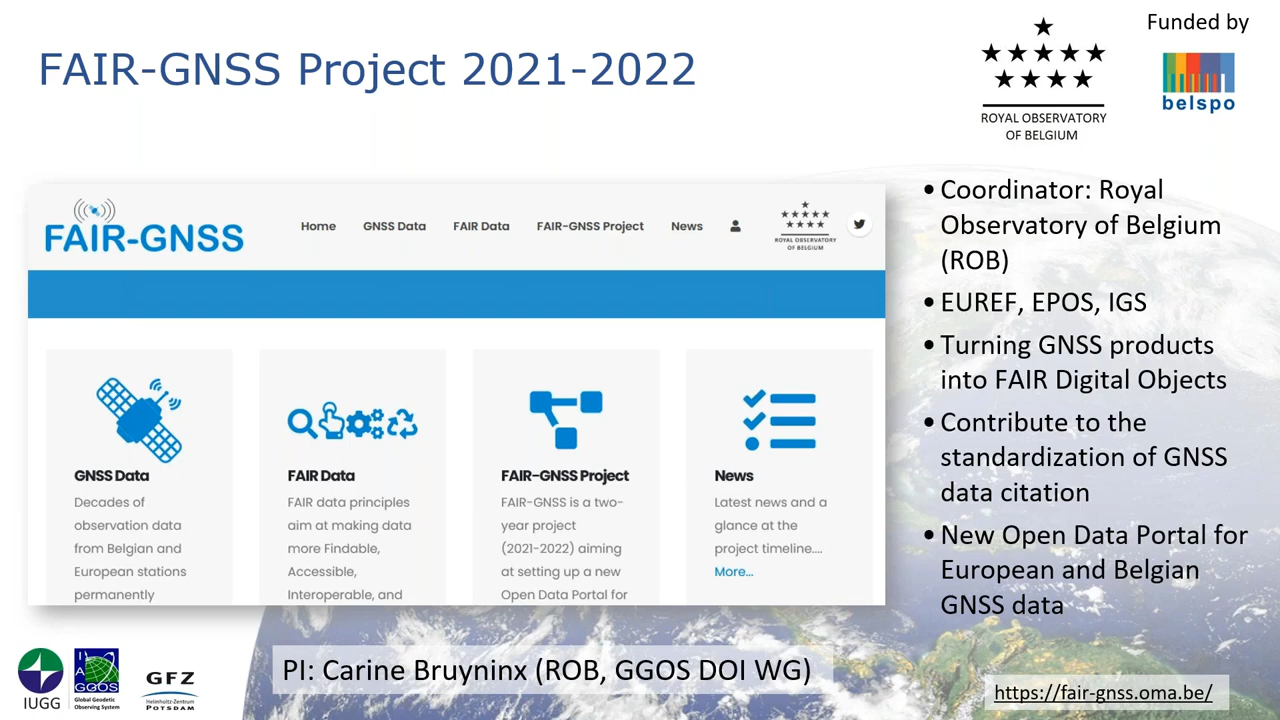 FAIR-GNSS Project 2021-2022
ROYAL OBSERVATORY
OF BELGIUM
Funded by
belspo
FAIR-GNSS
Home
GNSS Data
FAIR Data
FAIR-GNSS Project
News
ROYAL OBSERVATORY
OF BELGIUM
GNSS Data
Decades of
observation data
from Belgian and
European stations
permanently
FAIR Data
FAIR data principles
aim at making data
more Findable,
Accessible,
Interoperable, and
FAIR-GNSS Project
FAIR-GNSS is a two-
year project
(2021-2022) aiming
at setting up a new
Open Data Portal for
News
Latest news and a
glance at the
project timeline....
More...
• Coordinator: Royal
Observatory of Belgium
(ROB)
• EUREF, EPOS, IGS
• Turning GNSS products
into FAIR Digital Objects
• Contribute to the
standardization of GNSS
data citation
• New Open Data Portal for
European and Belgian
GNSS data
IUGG
IAG
GGOS
Global Geodetic
Observing System
GFZ
Helmholtz-Zentrum
POTSDAM
PI: Carine Bruyninx (ROB, GGOS DOI WG)
https://fair-gnss.oma.be/